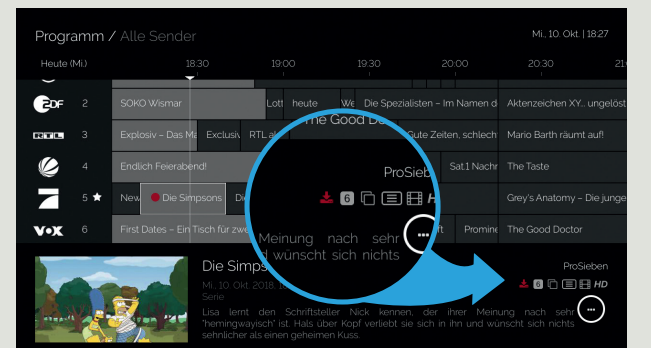 Programm / Alle Sender
Mi., 10. Okt. | 18:27
Heute (Mi.) 18:30 19:00 19:30 20:00 20:30 21
ZDF 2 SOKO Wismar Lott heute We Die Spezialisten – Im Namen d Aktenzeichen XY... ungelöst
RTL 3 Explosiv – Das Ma Exclusiv RTL ak The Good Do Gute Zeiten, schlech Mario Barth räumt auf!
4 Endlich Feierabend! ProSieben Sat.1 Nachr The Taste
5 New Die Simpsons Di 6 H Grey's Anatomy – Die junge
VOX 6 First Dates – Ein Tisch für zwe Promine The Good Doctor
Meinung nach sehr
d wünscht sich nichts
Die Simps
ProSieben
Mi., 10. Okt. 2018, 1
6 HD
Serie
Lisa lernt den Schriftsteller Nick kennen, der ihrer Meinung nach sehr
"hemingwayisch" ist. Hals über Kopf verliebt sie sich in ihn und wünscht sich nichts
sehnlicher als einen geheimen Kuss.